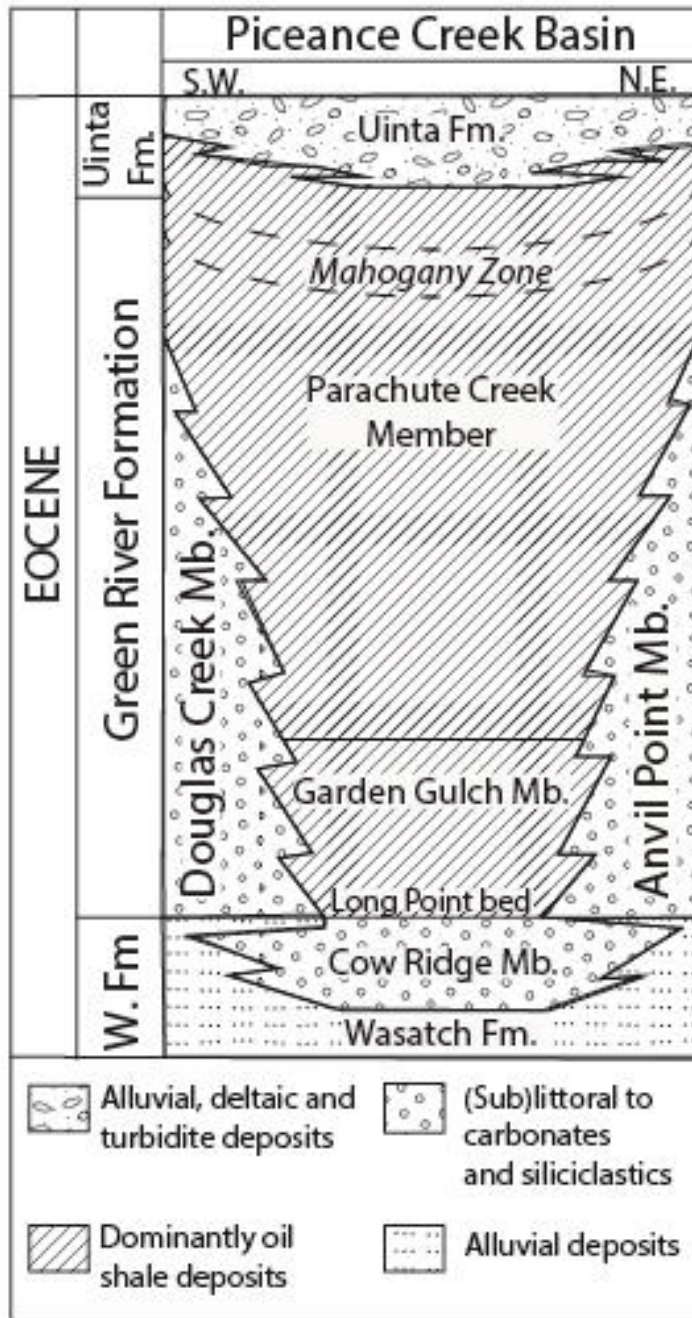 Piceance Creek Basin
S.W.
N.E.
EOCENE
Uinta
Fm.
Green River Formation
W. Fm
Uinta Fm.
Mahogany Zone
Parachute Creek
Member
Douglas Creek Mb.
Anvil Point Mb.
Garden Gulch Mb.
Long Point bed
Cow Ridge Mb.
Wasatch Fm.
Alluvial, deltaic and
turbidite deposits
(Sub)littoral to
carbonates
and siliciclastics
Dominantly oil
shale deposits
Alluvial deposits